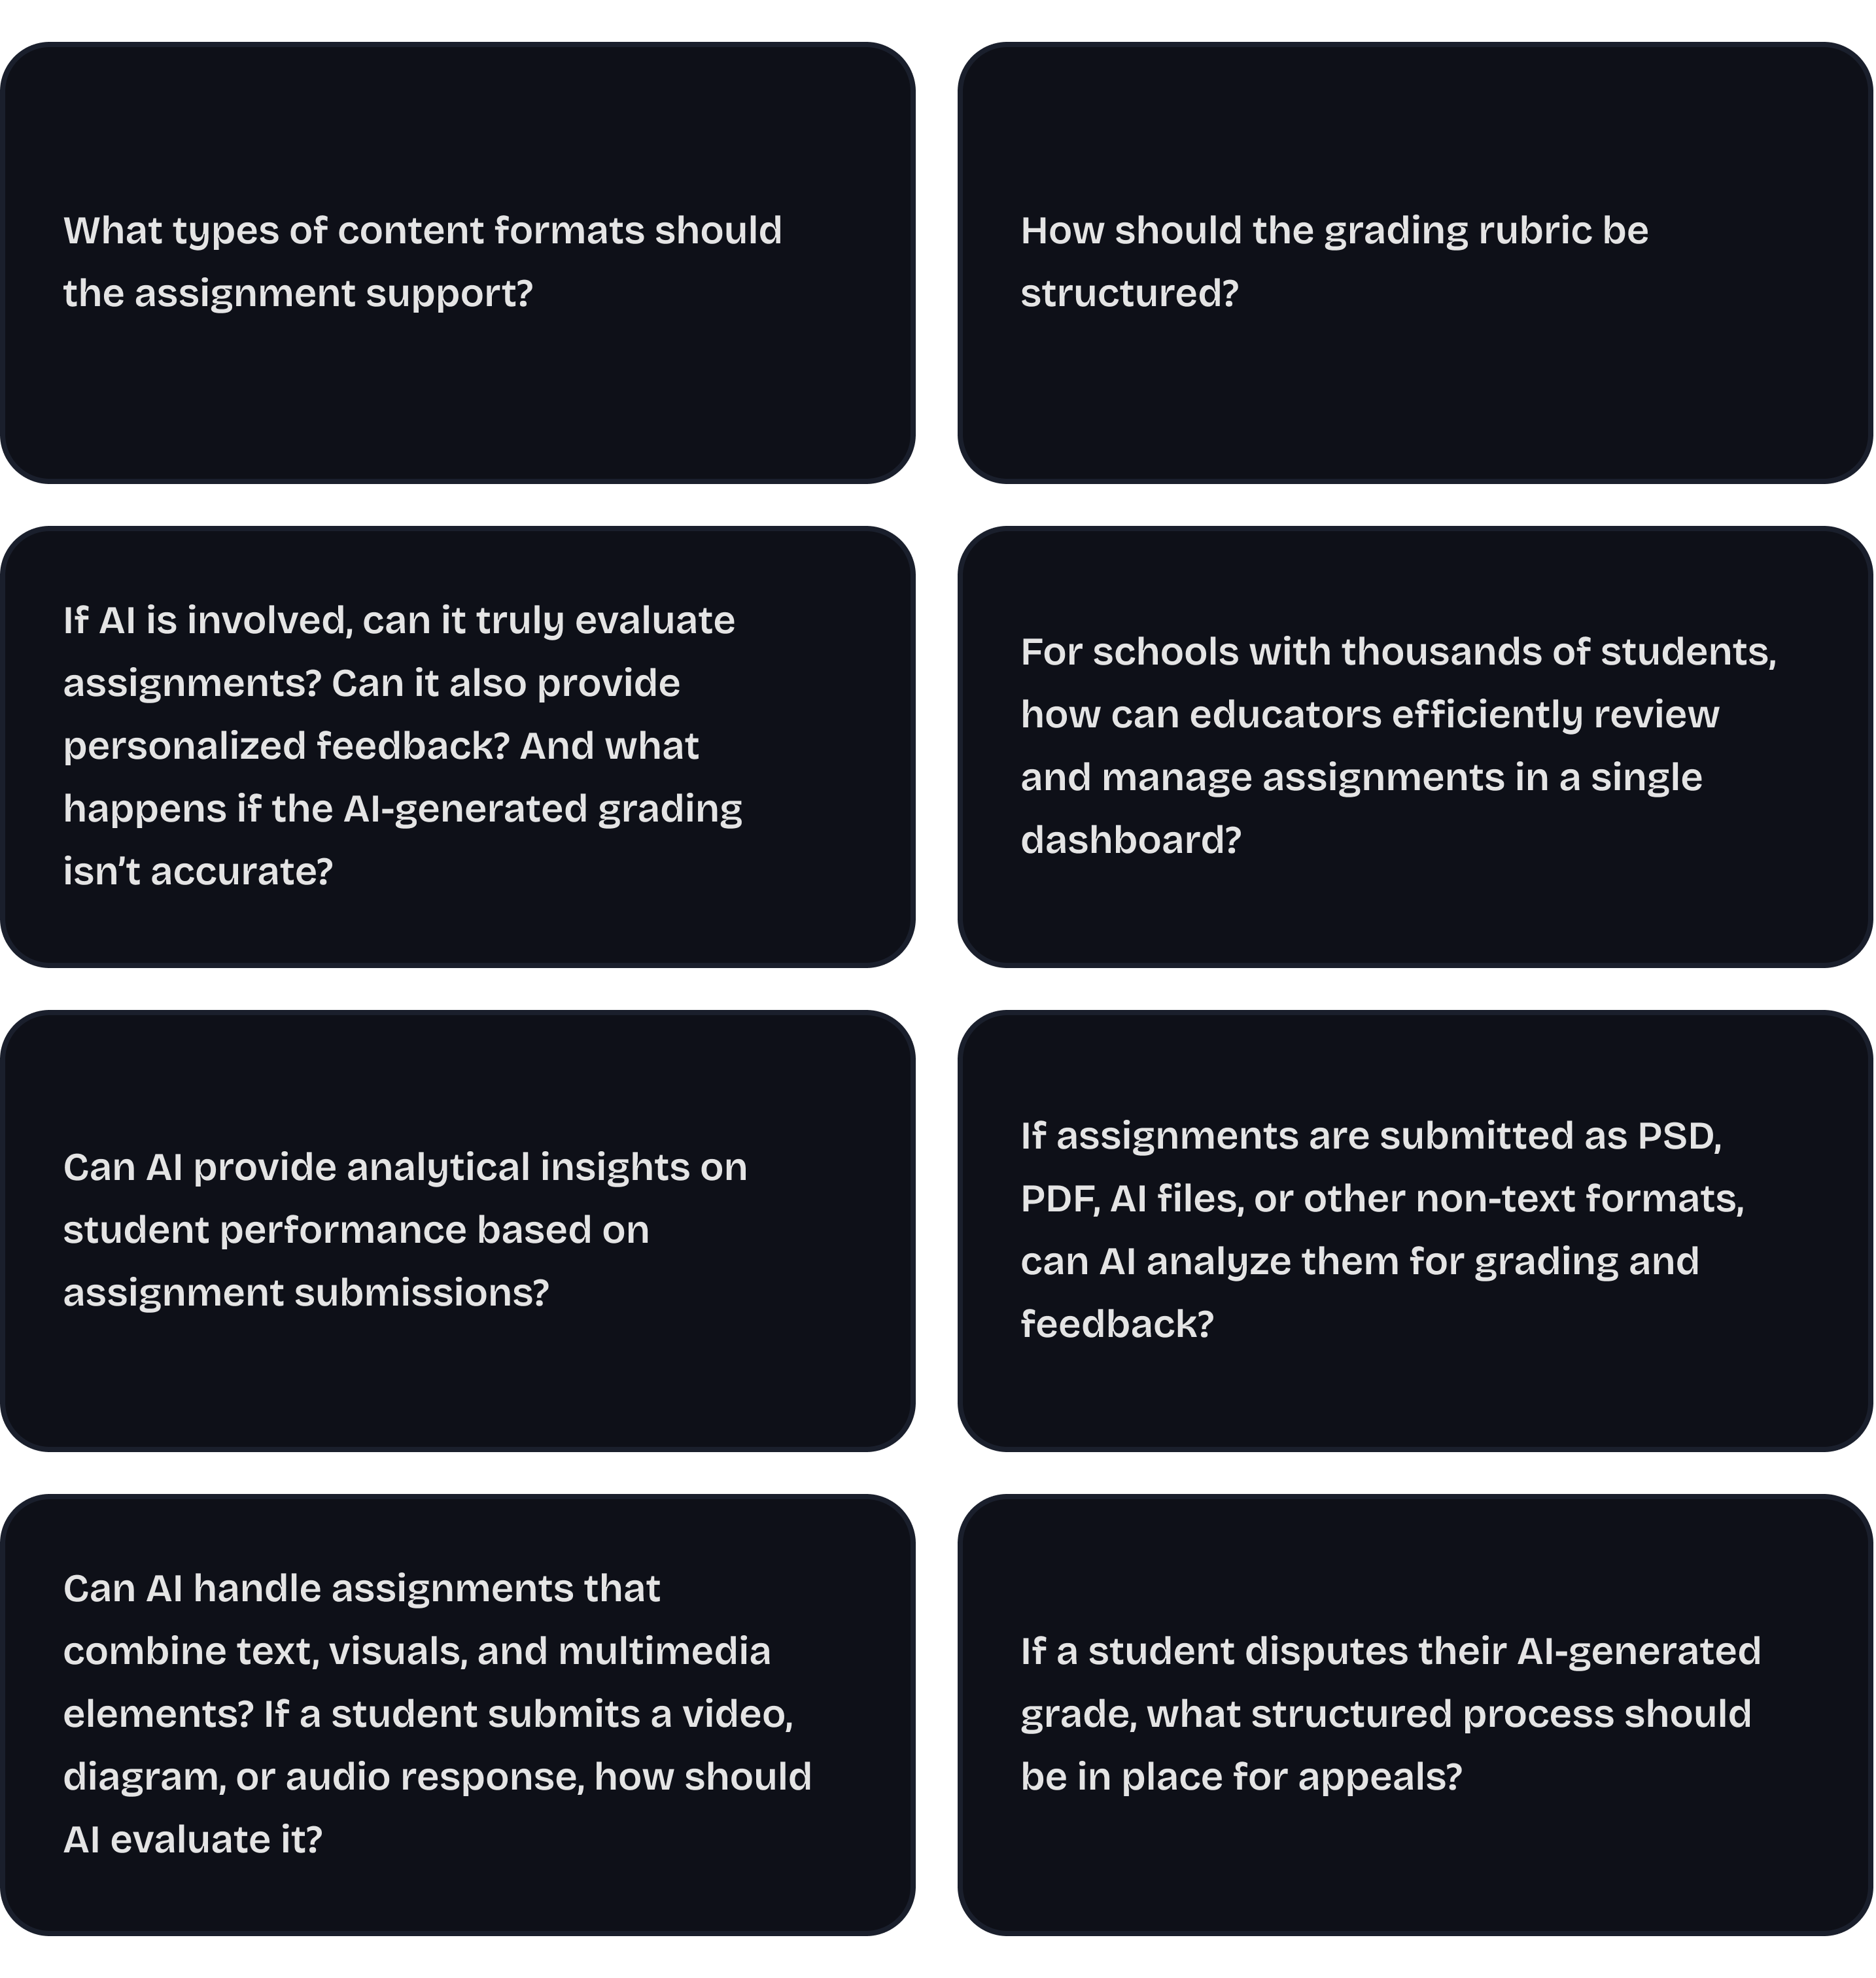 What types of content formats should
the assignment support?
How should the grading rubric be
structured?
If AI is involved, can it truly evaluate
assignments? Can it also provide
personalized feedback? And what
happens if the AI-generated grading
isn’t accurate?
For schools with thousands of students,
how can educators efficiently review
and manage assignments in a single
dashboard?
Can AI provide analytical insights on
student performance based on
assignment submissions?
If assignments are submitted as PSD,
PDF, AI files, or other non-text formats,
can AI analyze them for grading and
feedback?
Can AI handle assignments that
combine text, visuals, and multimedia
elements? If a student submits a video,
diagram, or audio response, how should
AI evaluate it?
If a student disputes their AI-generated
grade, what structured process should
be in place for appeals?